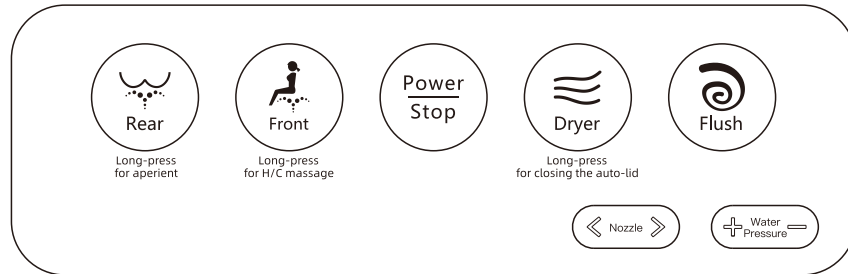 Rear
Front
Power
Stop
Dryer
Flush
Long-press
for aperient
Long-press
for H/C massage
Long-press
for closing the auto-lid
Nozzle
Water
Pressure